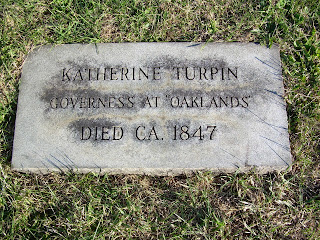 KATHERINE TURPIN
GOVERNESS AT "OAKLANDS"
DIED CA. 1847